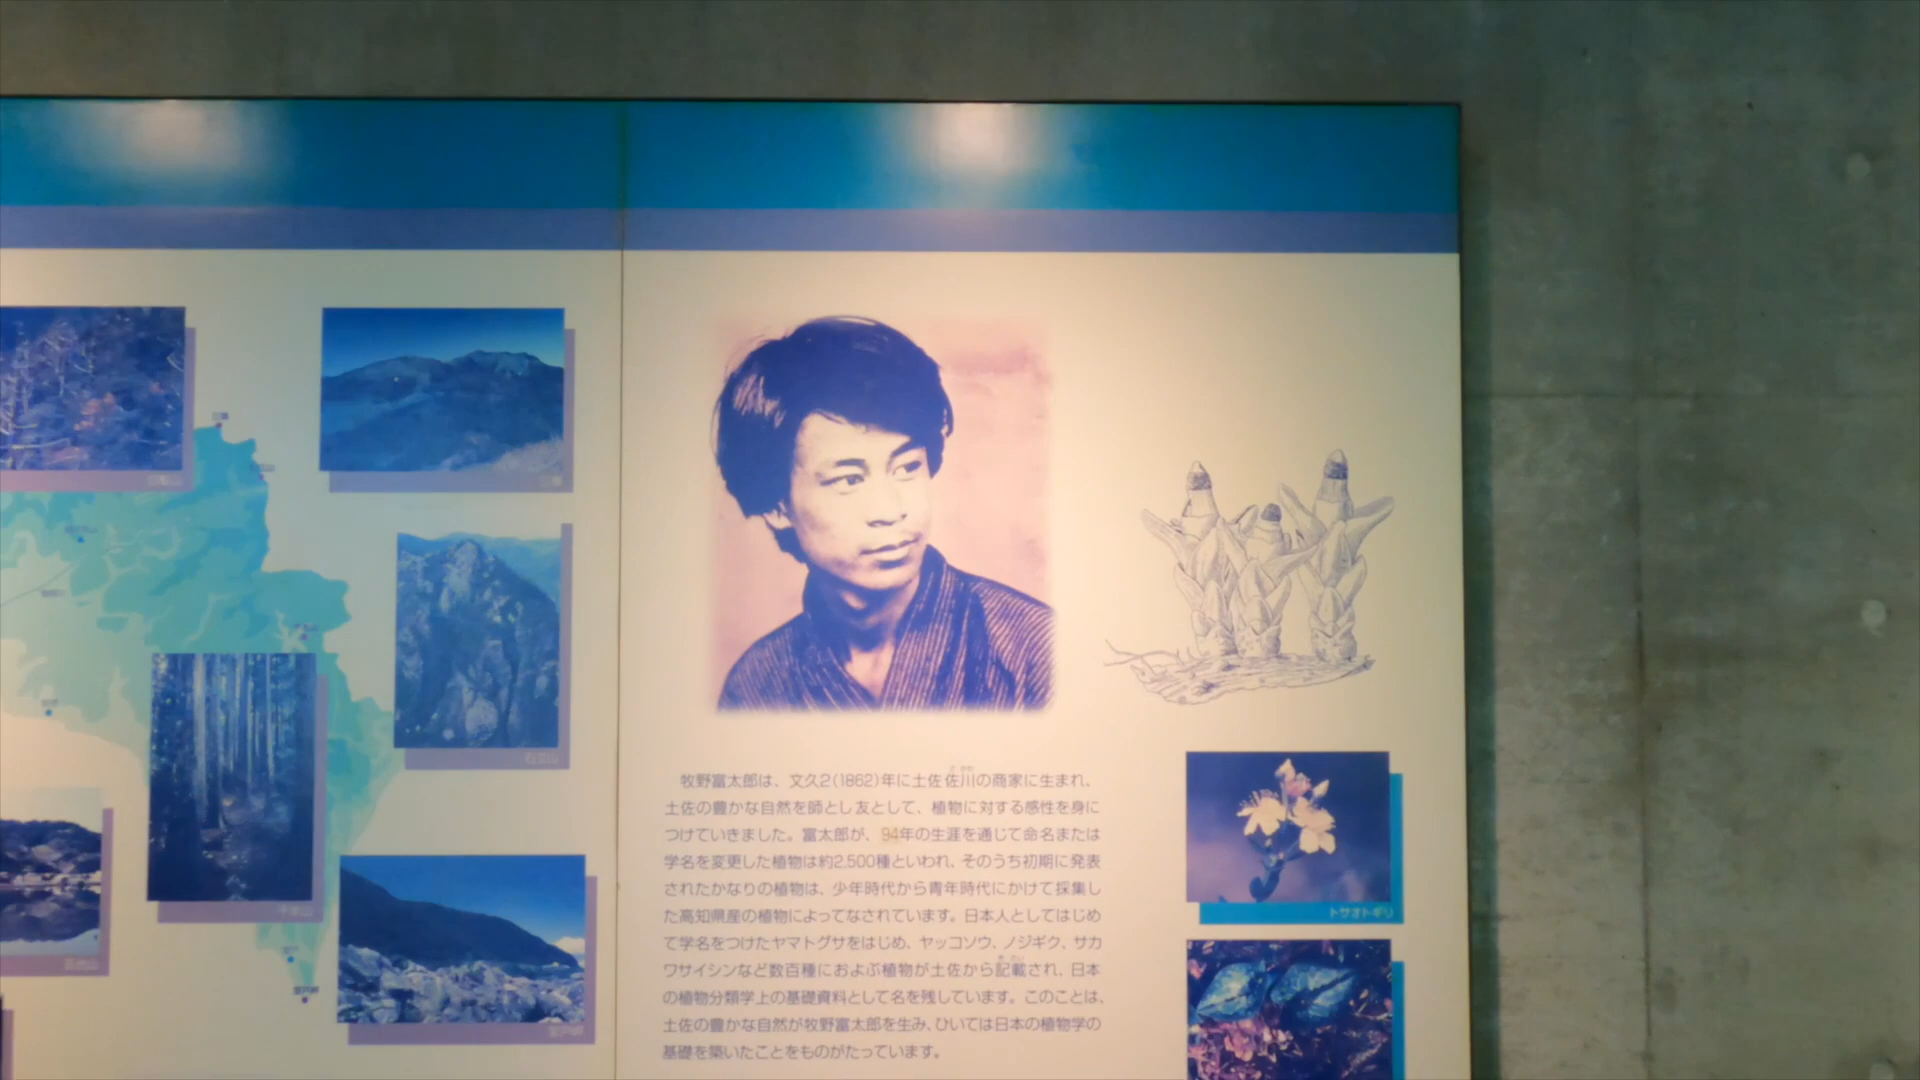 牧野富太郎は、文久2(1862)年に土佐佐川の商家に生まれ、
土佐の豊かな自然を師とし友として、植物に対する感性を身に
つけていきました。富太郎が、94年の生涯を通じて命名または
学名を変更した植物は約2,500種といわれ、そのうち初期に発表
されたかなりの植物は、少年時代から青年時代にかけて採集し
た高知県産の植物によってなされています。日本人としてはじめ
て学名をつけたヤマトグサをはじめ、ヤッコソウ、ノジギク、サカ
ワサイシンなど数百種におよぶ植物が土佐から記載され、日本
の植物分類学上の基礎資料として名を残しています。このことは、
土佐の豊かな自然が牧野富太郎を生み、ひいては日本の植物学の
基礎を築いたことをものがたっています。
トサオトギリ